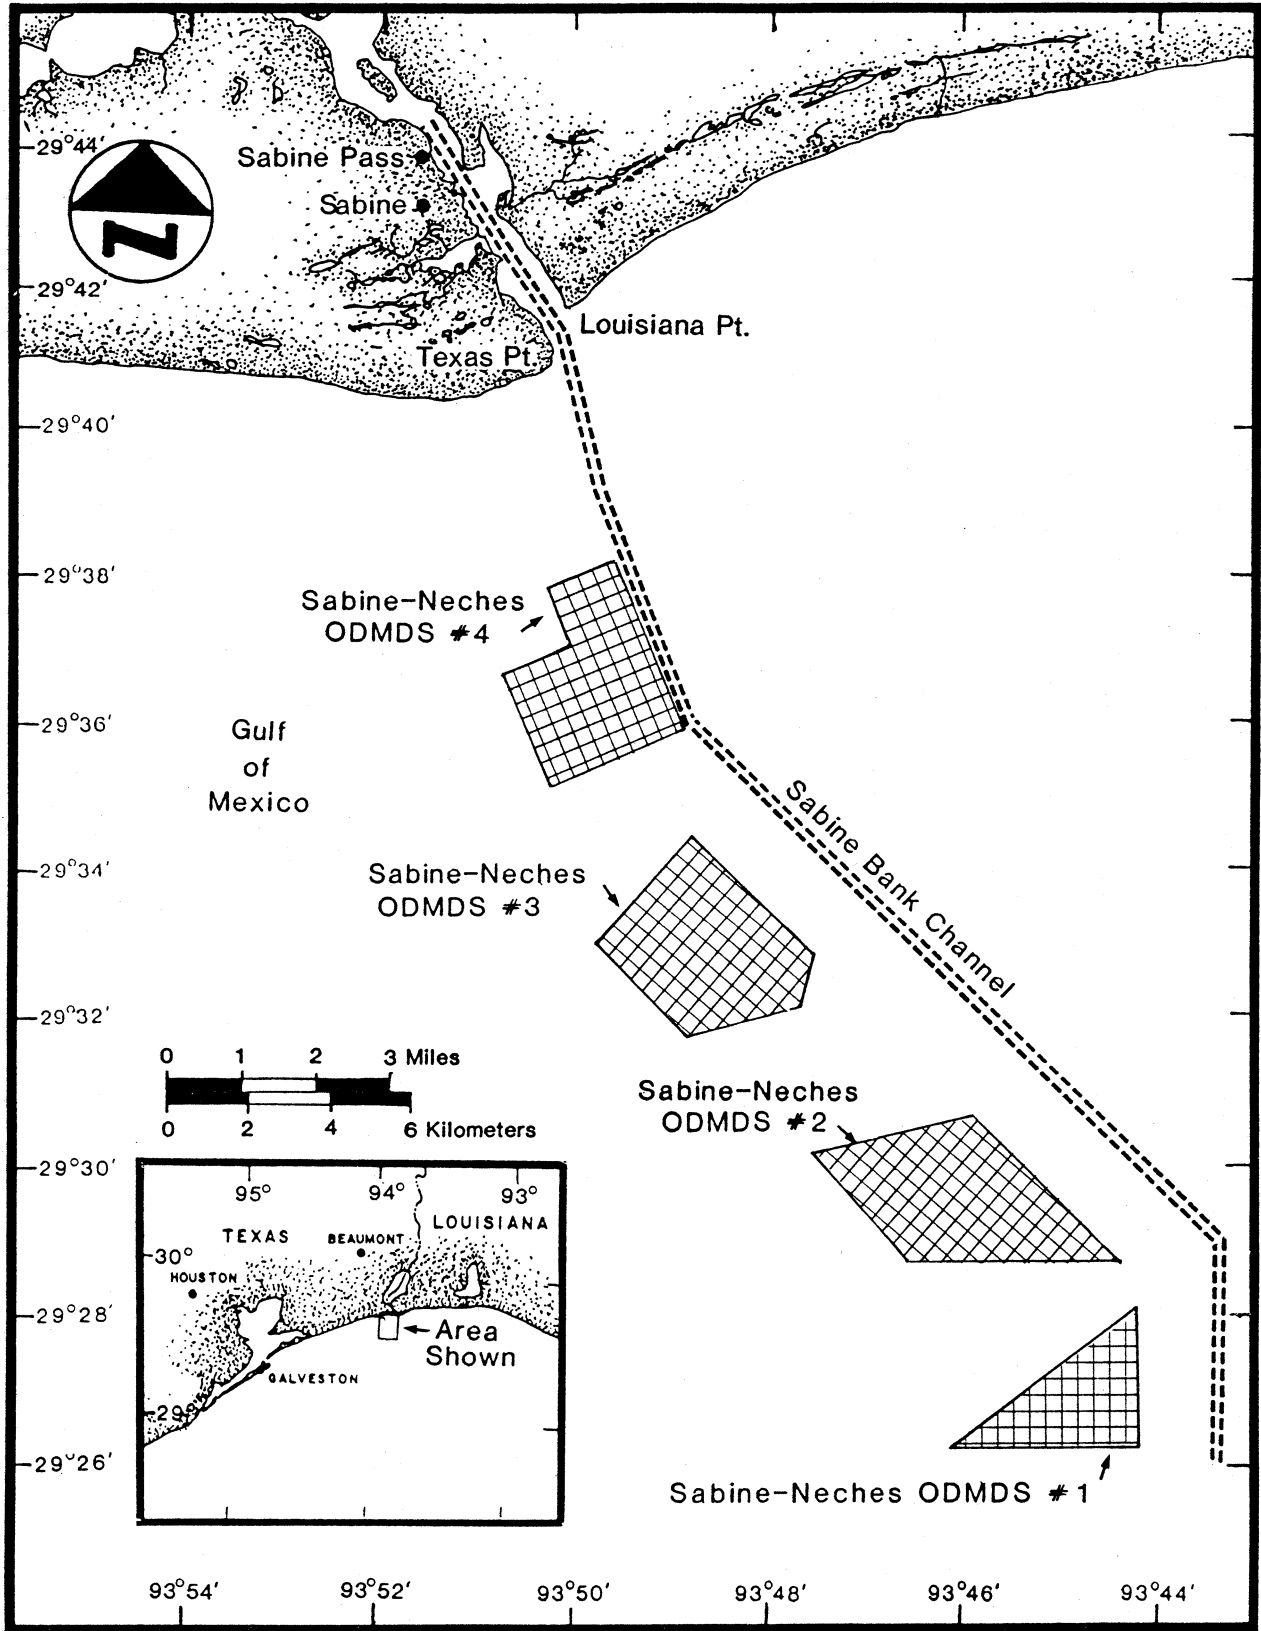 29°44'
Sabine Pass
Sabine
N
29°42'
Louisiana Pt.
Texas Pt.
29°40'
29°38'
Sabine-Neches
ODMDS #4
29°36'
Gulf
of
Mexico
Sabine Bank Channel
29°34'
Sabine-Neches
ODMDS #3
29°32'
0 1 2 3 Miles
0 2 4 6 Kilometers
Sabine-Neches
ODMDS #2
29°30'
95° 94° 93°
TEXAS
BEAUMONT
LOUISIANA
30°
HOUSTON
29°28'
Area
Shown
GALVESTON
29°
29°26'
Sabine-Neches ODMDS #1
93°54' 93°52' 93°50' 93°48' 93°46' 93°44'